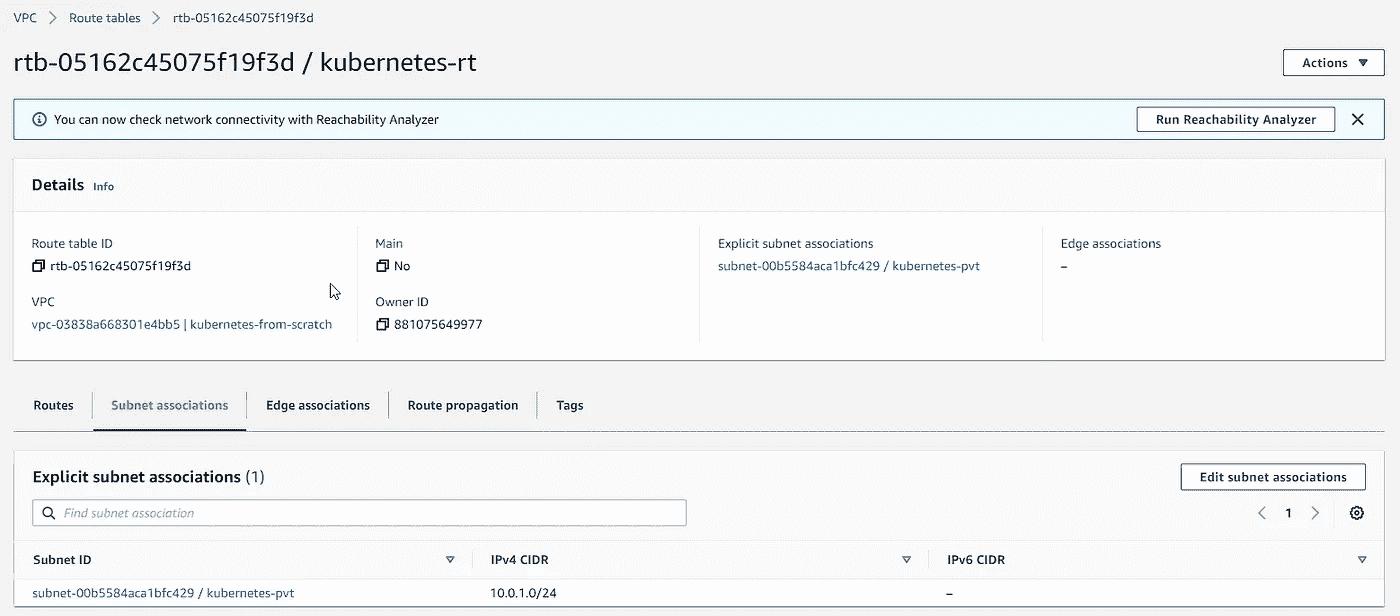 VPC > Route tables > rtb-05162c45075f19f3d
rtb-05162c45075f19f3d / kubernetes-rt
Actions
You can now check network connectivity with Reachability Analyzer
Run Reachability Analyzer
Details Info
Route table ID
rtb-05162c45075f19f3d
Main
No
Explicit subnet associations
subnet-00b5584aca1bfc429 / kubernetes-pvt
Edge associations
–
VPC
vpc-03838a668301e4bb5 | kubernetes-from-scratch
Owner ID
881075649977
Routes
Subnet associations
Edge associations
Route propagation
Tags
Explicit subnet associations (1)
Edit subnet associations
Find subnet association
1
Subnet ID
IPv4 CIDR
IPv6 CIDR
subnet-00b5584aca1bfc429 / kubernetes-pvt
10.0.1.0/24
–